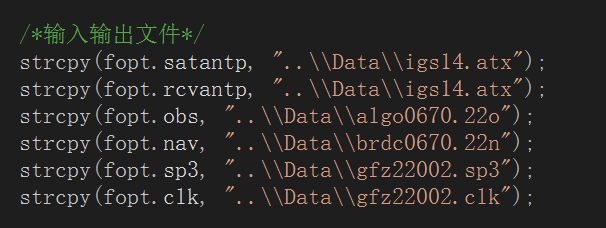 /*输入输出文件*/
strcpy(fopt.satantp, "..\\Data\\igs14.atx");
strcpy(fopt.rcvantp, "..\\Data\\igs14.atx");
strcpy(fopt.obs, "..\\Data\\algo0670.22o");
strcpy(fopt.nav, "..\\Data\\brdc0670.22n");
strcpy(fopt.sp3, "..\\Data\\gfz22002.sp3");
strcpy(fopt.clk, "..\\Data\\gfz22002.clk");